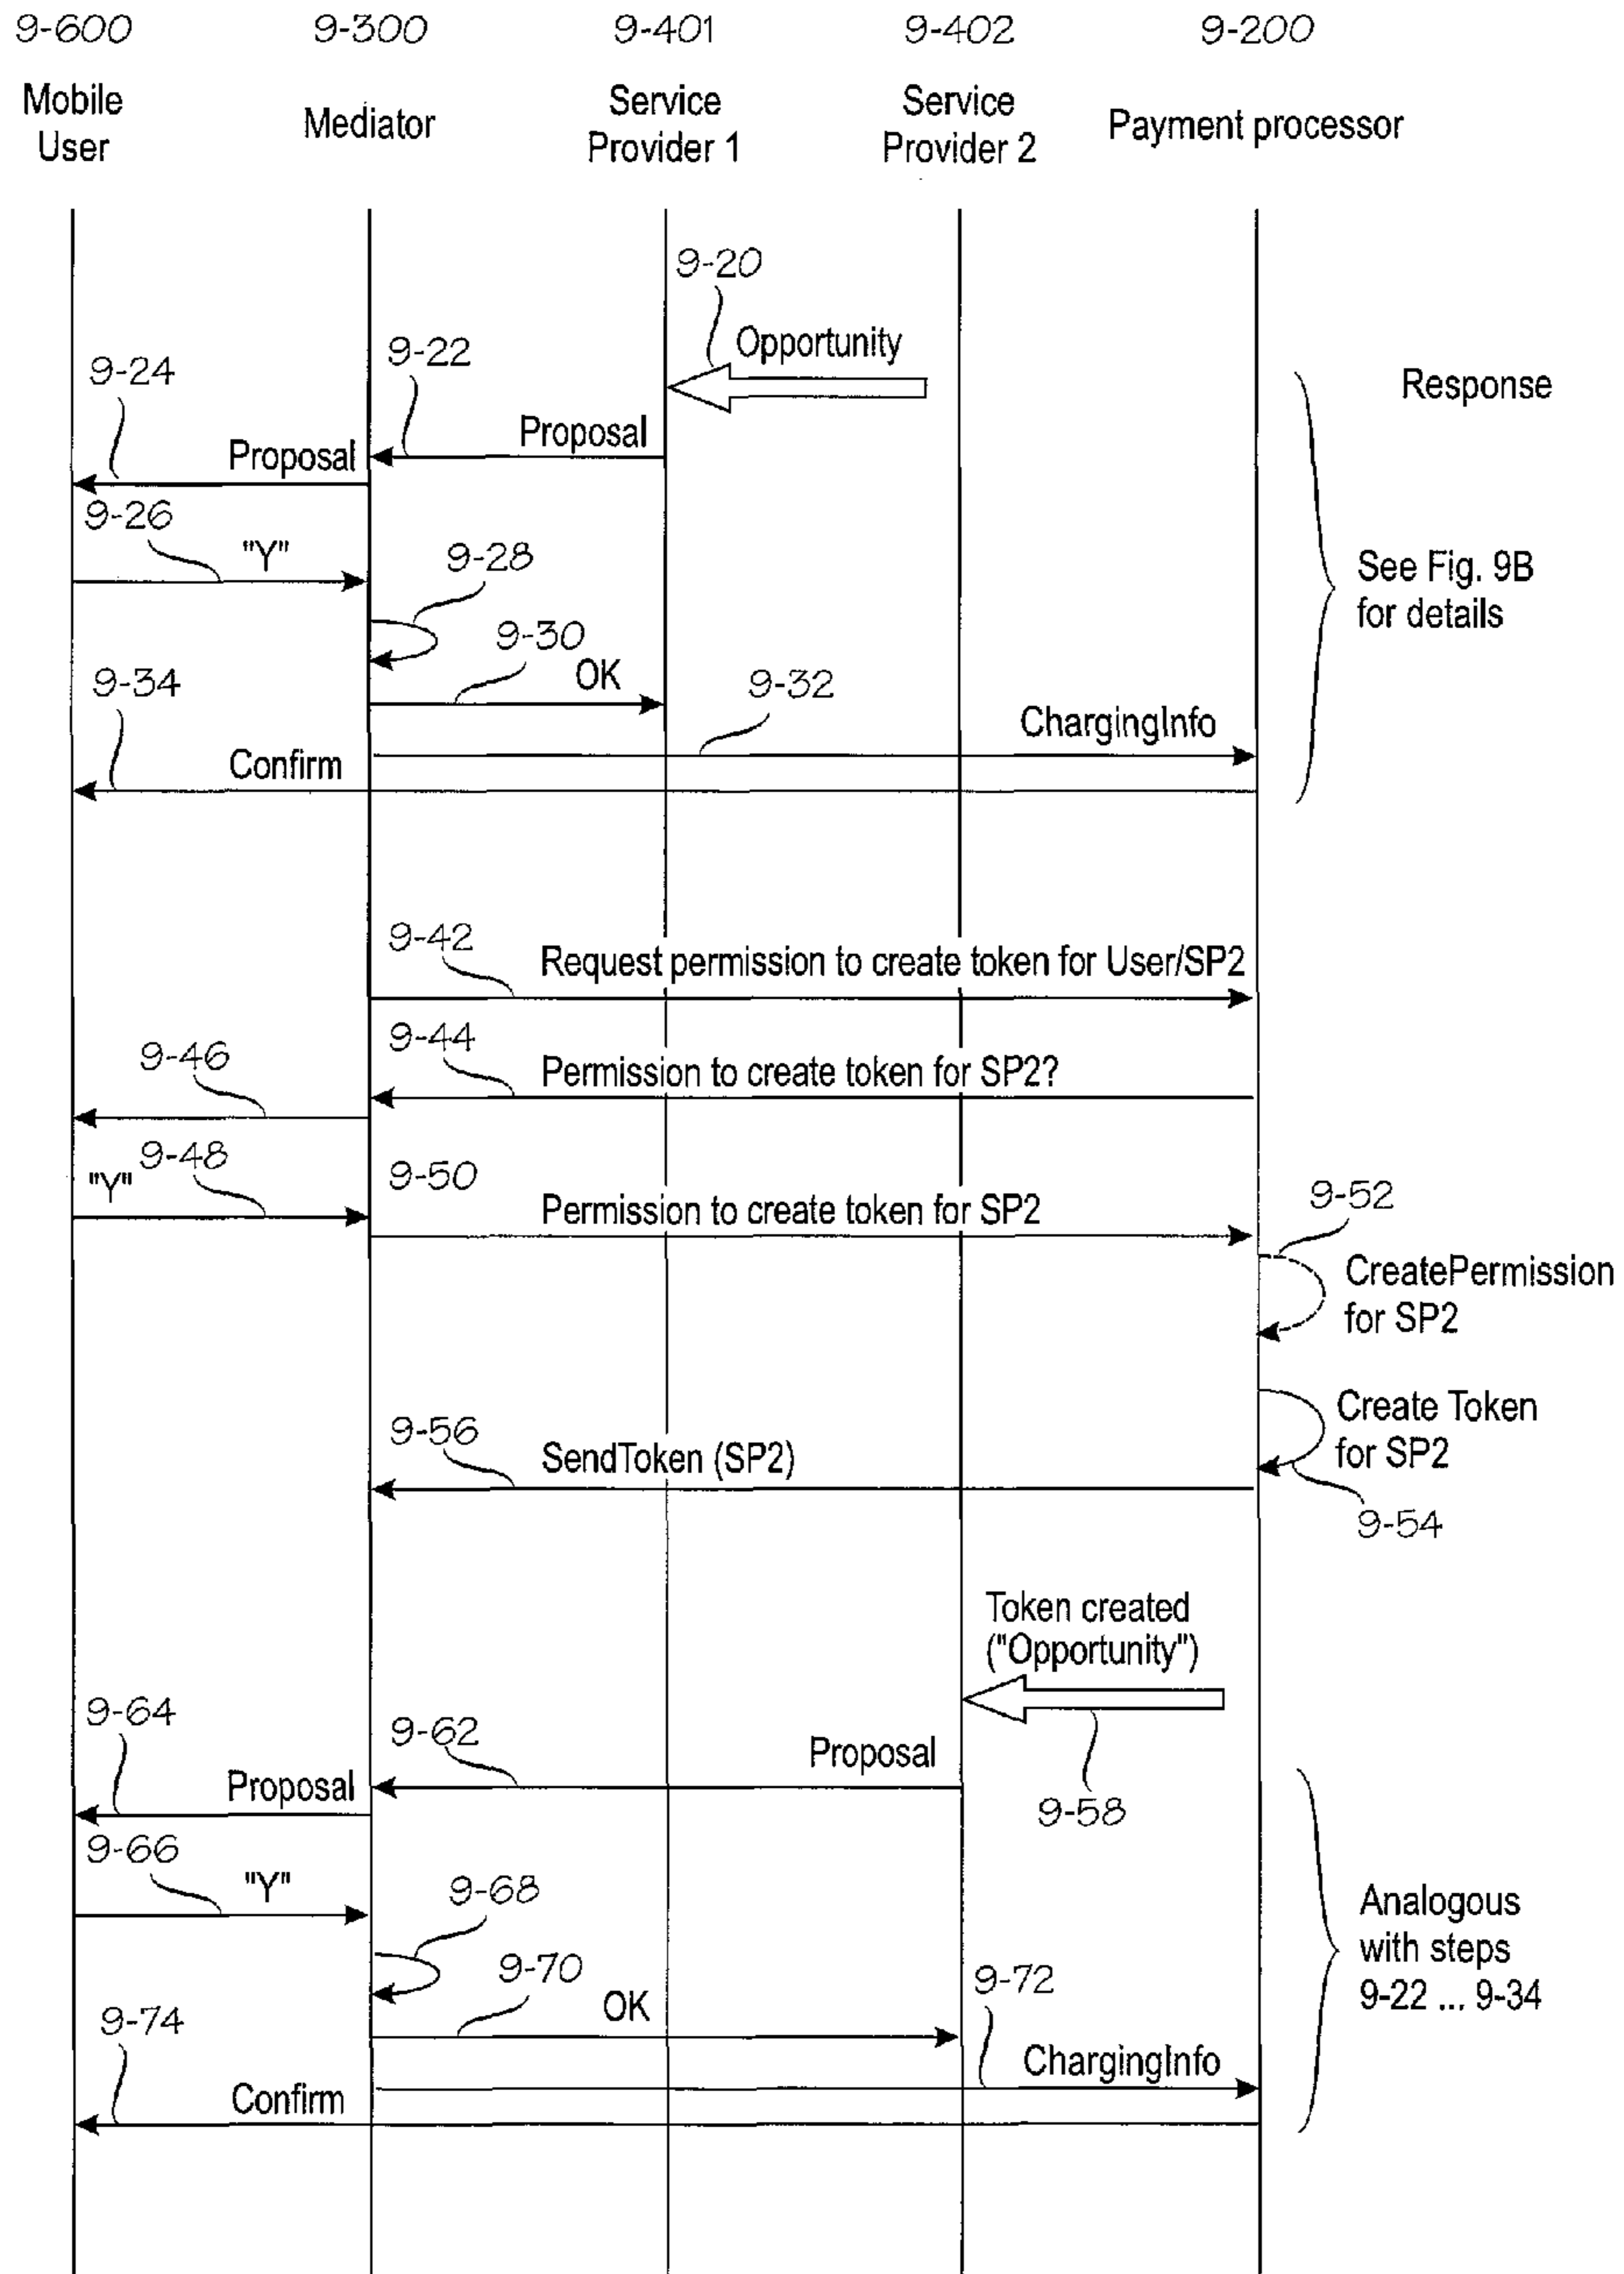 9-600 9-300 9-401 9-402 9-200
Mobile User
Mediator
Service Provider 1
Service Provider 2
Payment processor
9-20
Opportunity
9-22
9-24
Response
Proposal
Proposal
9-26
"Y"
9-28
See Fig. 9B
for details
9-30
OK
9-32
9-34
ChargingInfo
Confirm
9-42
Request permission to create token for User/SP2
9-44
9-46
Permission to create token for SP2?
9-48
"Y"
9-50
Permission to create token for SP2
9-52
CreatePermission
for SP2
Create Token
for SP2
9-54
9-56
SendToken (SP2)
Token created
("Opportunity")
9-58
9-64
9-62
Proposal
Proposal
9-66
"Y"
9-68
Analogous
with steps
9-22 ... 9-34
9-70
OK
9-72
9-74
ChargingInfo
Confirm